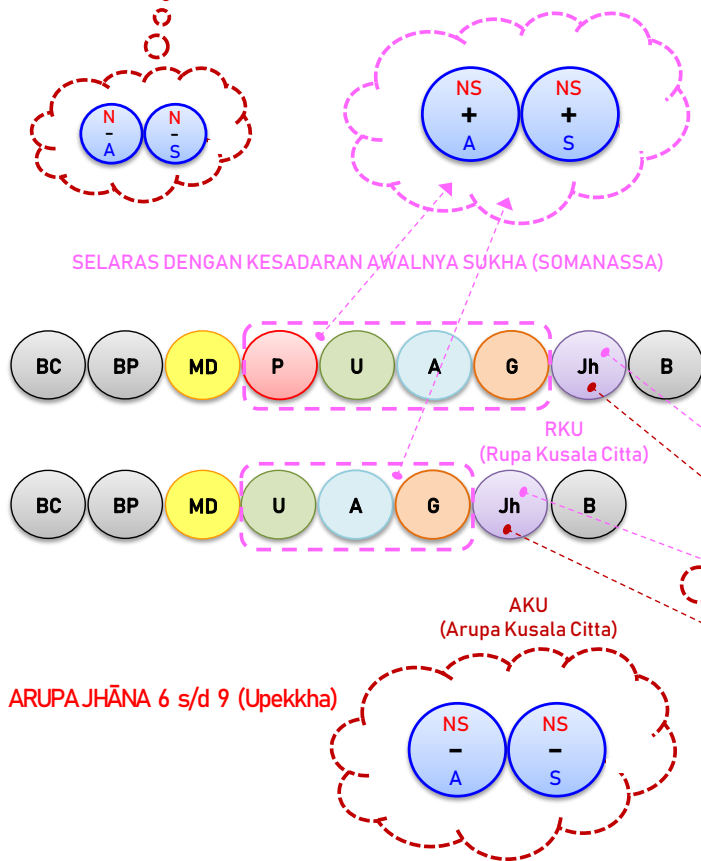 N N
- -
A S
NS NS
+ +
A S
SELARAS DENGAN KESADARAN AWALNYA SUKHA (SOMANASSA)
BC BP MD P U A G Jh B
RKU
(Rupa Kusala Citta)
BC BP MD U A G Jh B
AKU
(Arupa Kusala Citta)
ARUPA JHĀNA 6 s/d 9 (Upekkha)
NS NS
- -
A S